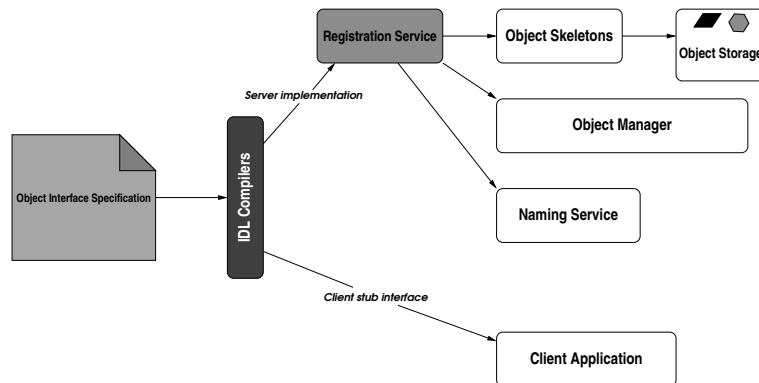 Registration Service
Object Skeletons
Object Storage
Server implementation
Object Manager
IDL Compilers
Object Interface Specification
Naming Service
Client stub interface
Client Application